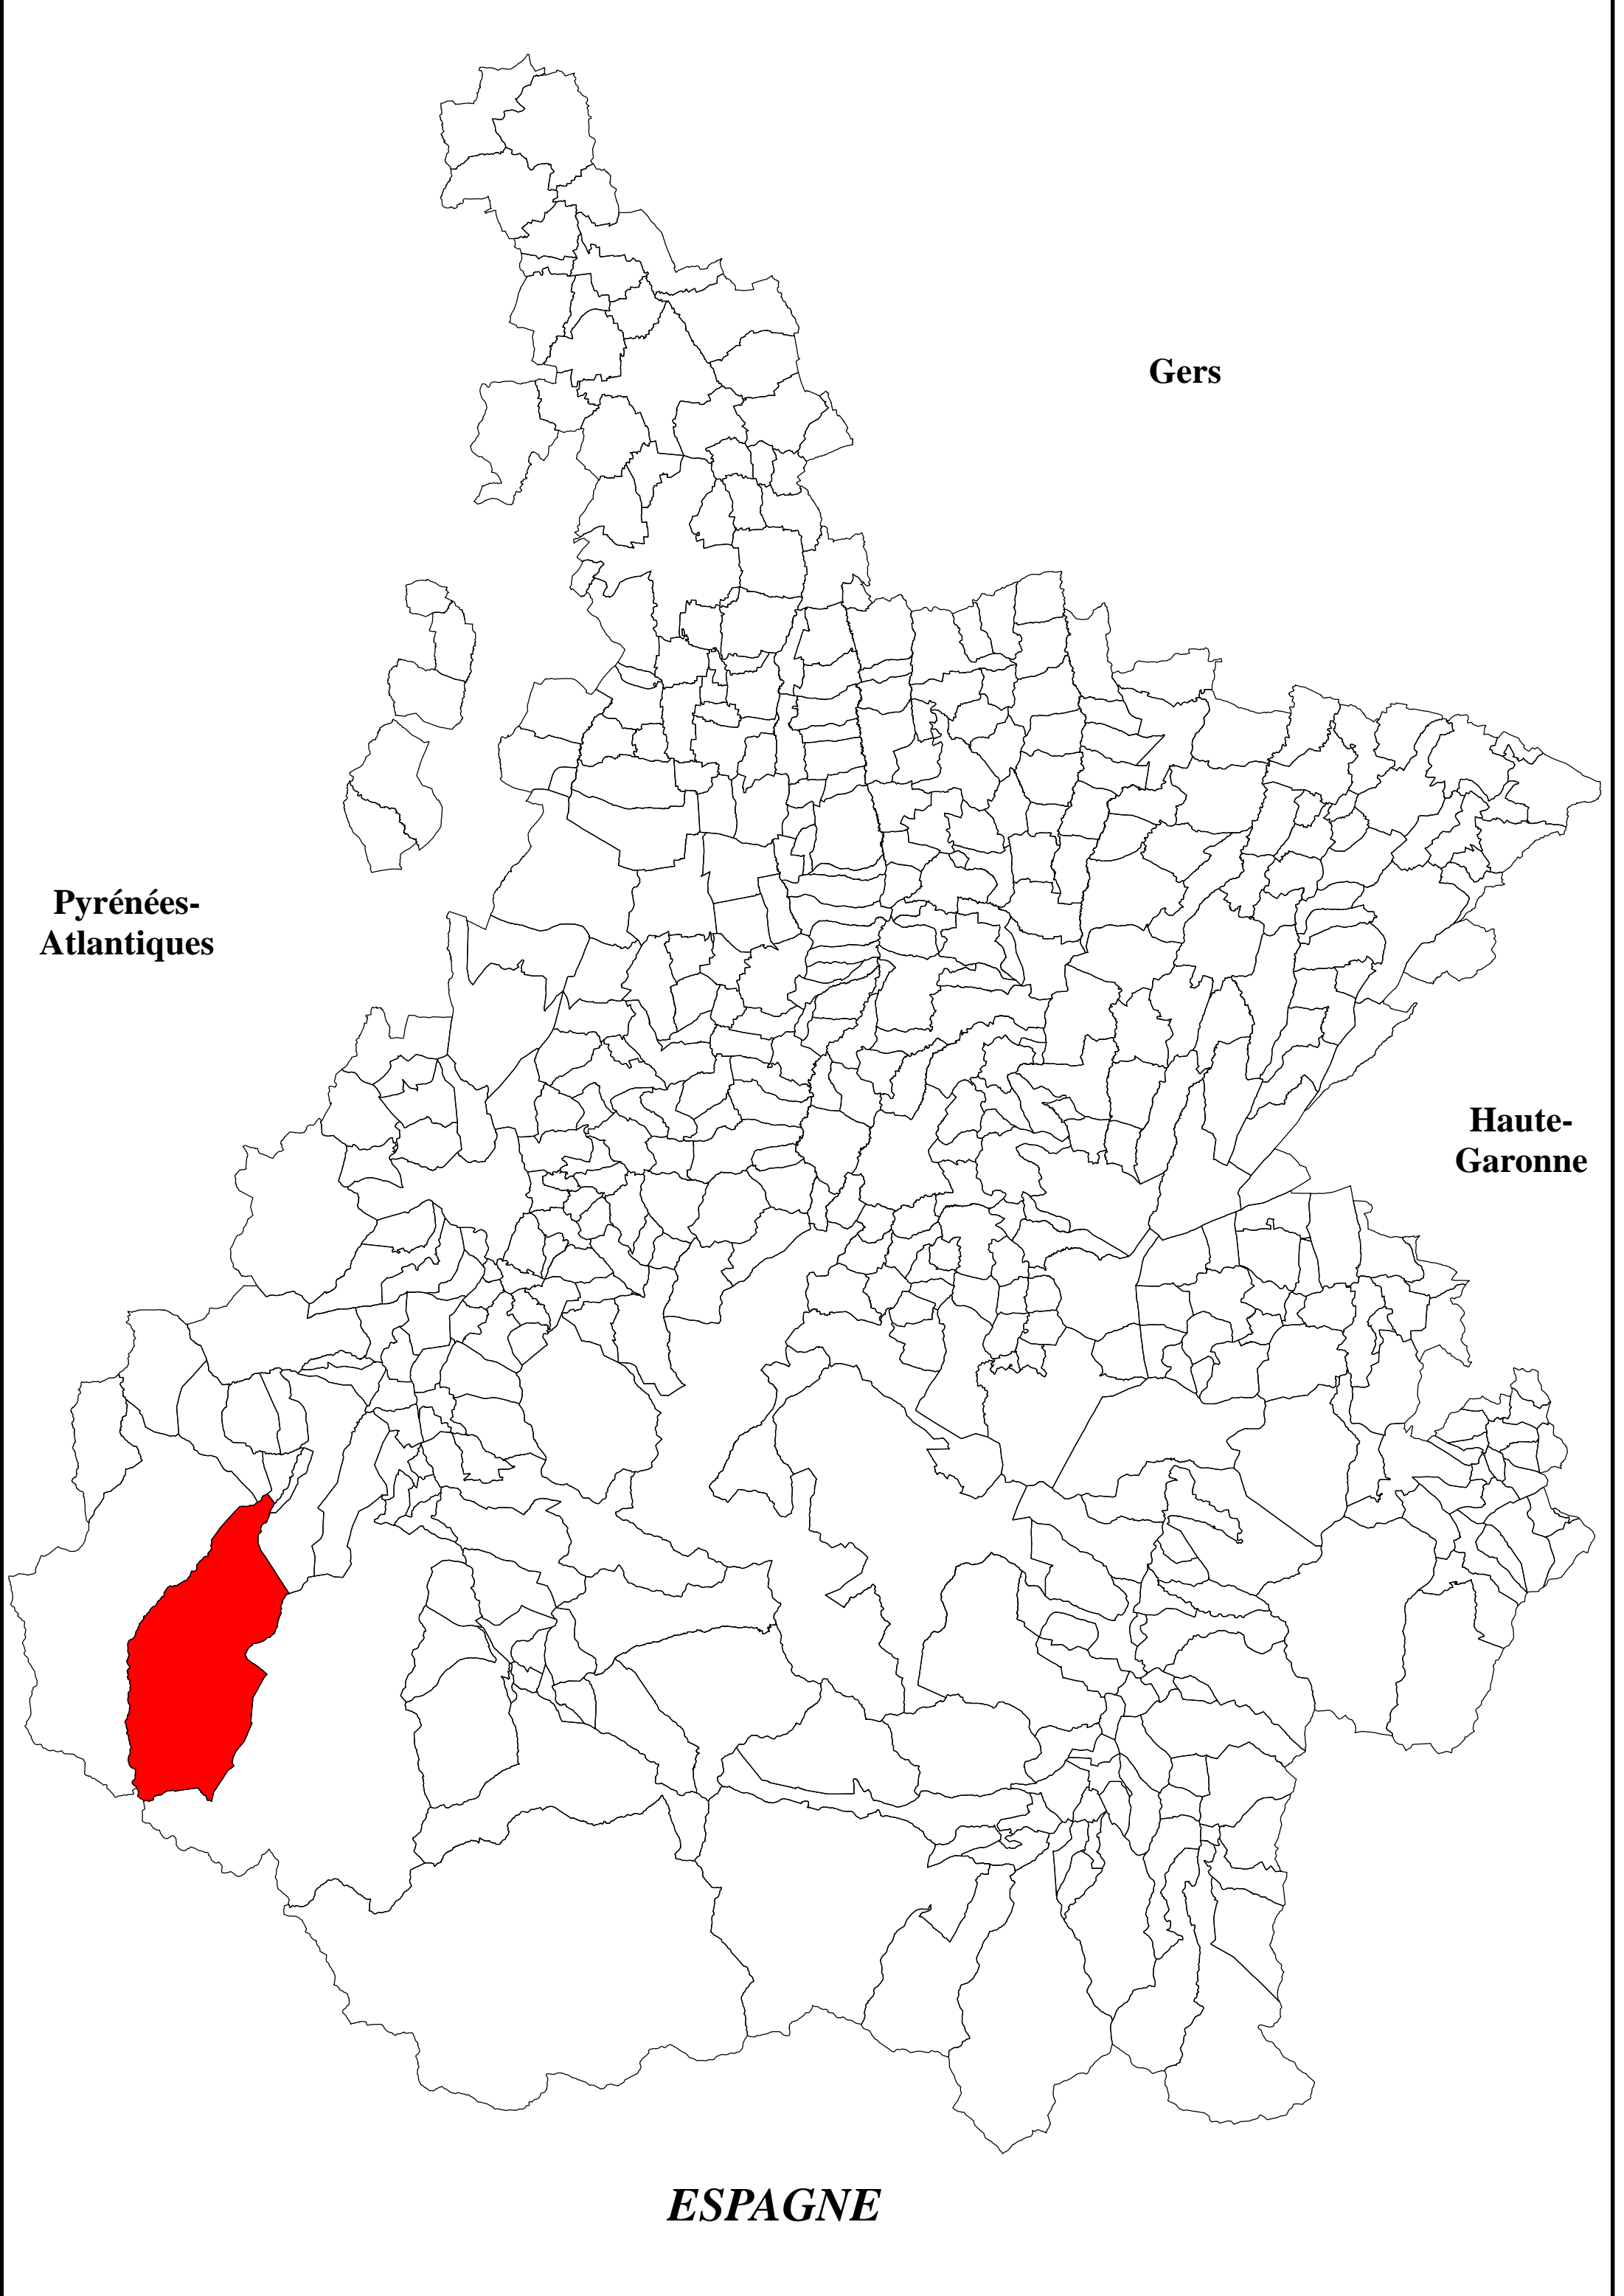 Gers
Pyrénées-
Atlantiques
Haute-
Garonne
ESPAGNE